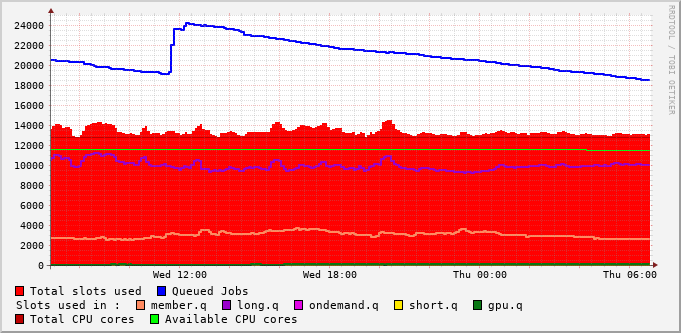 RRDTOOL / TOBI OETIKER
24000
22000
20000
18000
16000
14000
12000
10000
8000
6000
4000
2000
0
Wed 12:00 Wed 18:00 Thu 00:00 Thu 06:00
Total slots used Queued Jobs
Slots used in : member.q long.q ondemand.q short.q gpu.q
Total CPU cores Available CPU cores